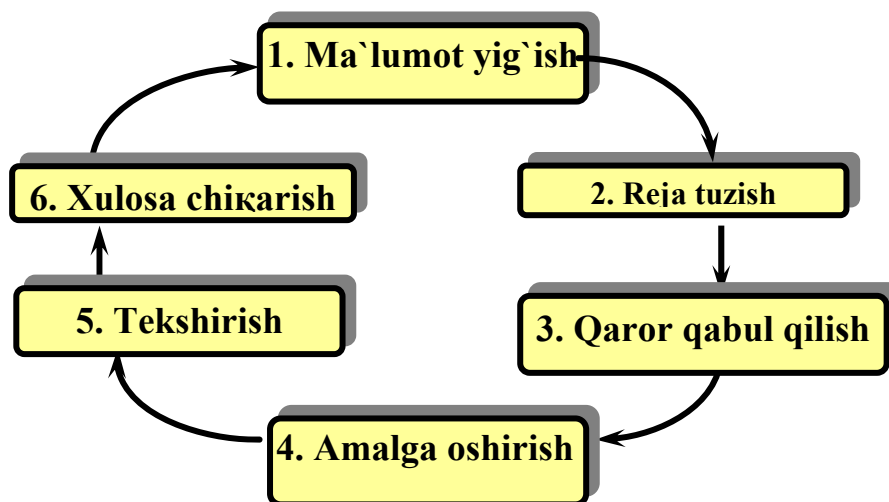 1. Ma`lumot yig`ish
2. Reja tuzish
3. Qaror qabul qilish
4. Amalga oshirish
5. Tekshirish
6. Xulosa chiкarish